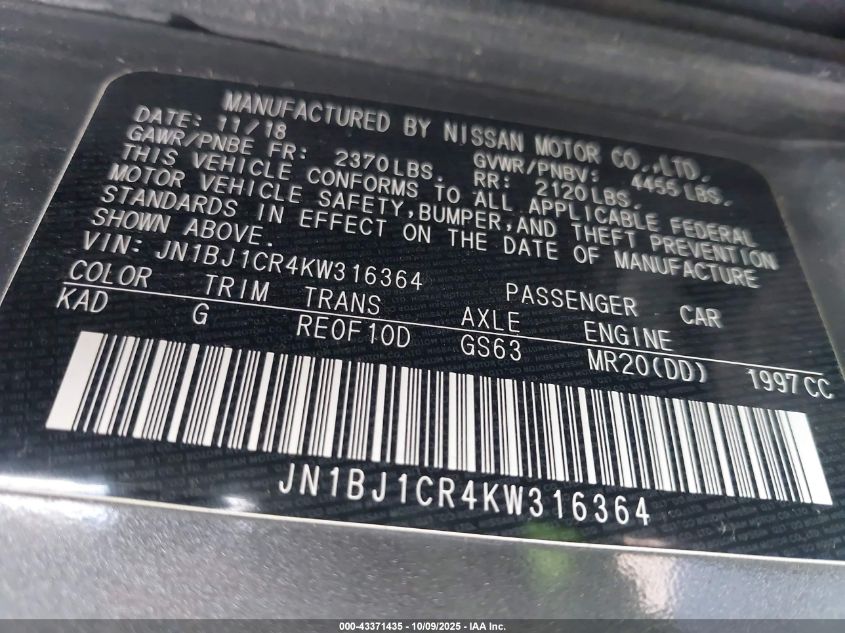 MANUFACTURED BY NISSAN MOTOR CO.,LTD.
DATE: 11/18 GVWR/PNBV: 4455LBS.
GAWR/PNBE FR: 2370LBS. RR: 2120LBS.
THIS VEHICLE CONFORMS TO ALL APPLICABLE FEDERAL
MOTOR VEHICLE SAFETY,BUMPER,AND THEFT PREVENTION
STANDARDS IN EFFECT ON THE DATE OF MANUFACTURE
SHOWN ABOVE.
VIN: JN1BJ1CR4KW316364 PASSENGER CAR
COLOR TRIM TRANS AXLE ENGINE
KAD G RE0F10D GS63 MR20(DD) 1997CC
JN1BJ1CR4KW316364
000-43371435 - 10/09/2025 - IAA Inc.